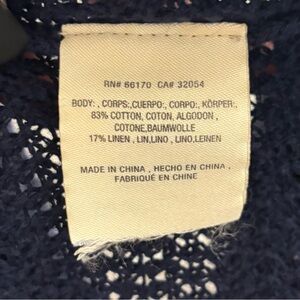 RN# 66170 CA# 32054
BODY: , CORPS:,CUERPO:, CORPO:, KÖRPER:,
83% COTTON, COTON, ALGODON ,
COTONE,BAUMWOLLE
17% LINEN , LIN,LINO , LINO,LEINEN
MADE IN CHINA , HECHO EN CHINA ,
FABRIQUÉ EN CHINE